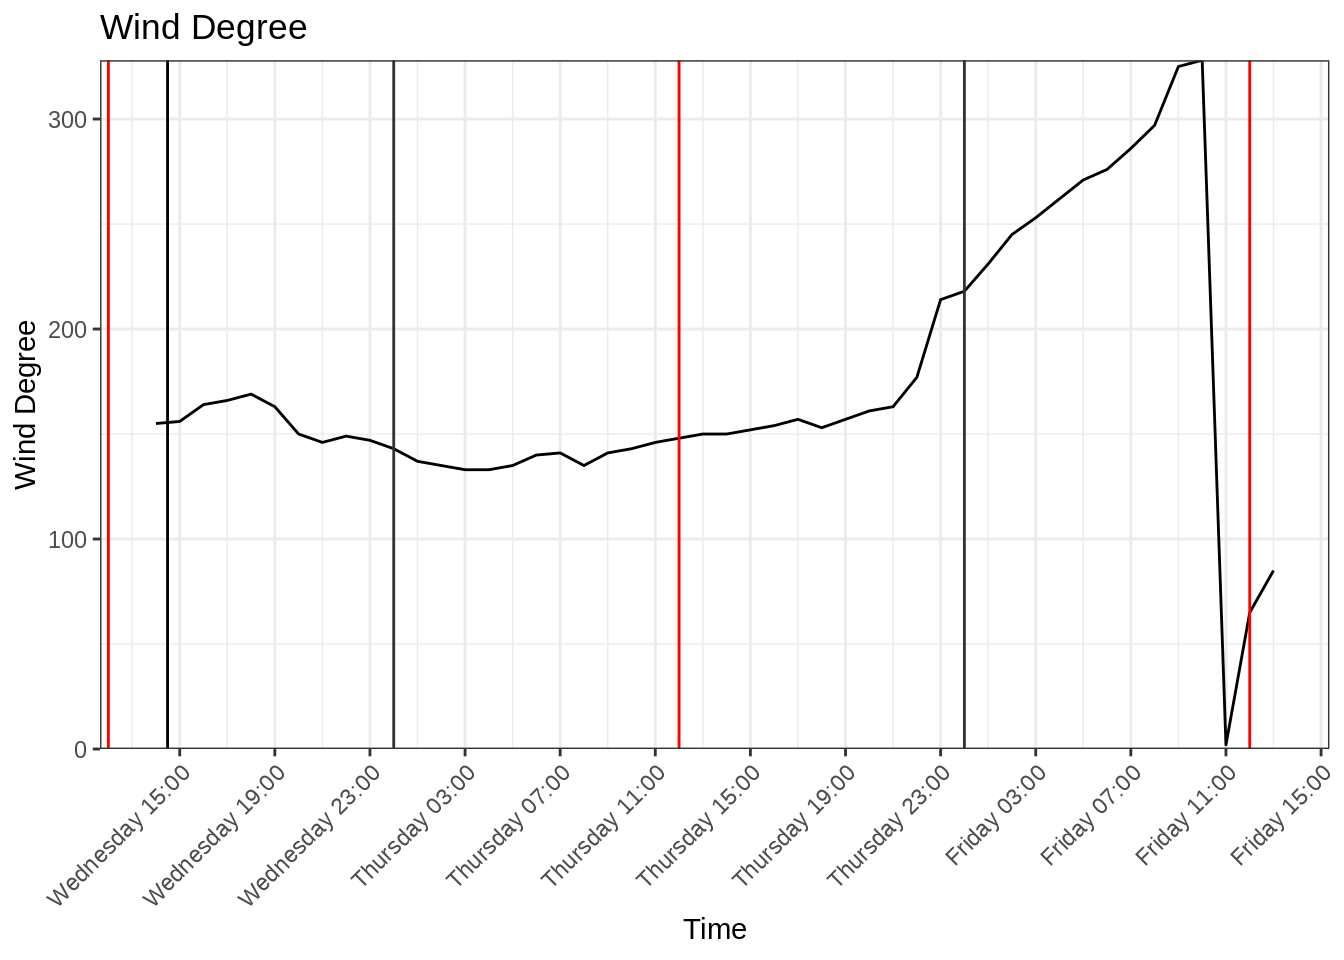 Wind Degree
Wind Degree
300
200
100
0
Wednesday 15:00
Wednesday 19:00
Wednesday 23:00
Thursday 03:00
Thursday 07:00
Thursday 11:00
Thursday 15:00
Thursday 19:00
Thursday 23:00
Friday 03:00
Friday 07:00
Friday 11:00
Friday 15:00
Time